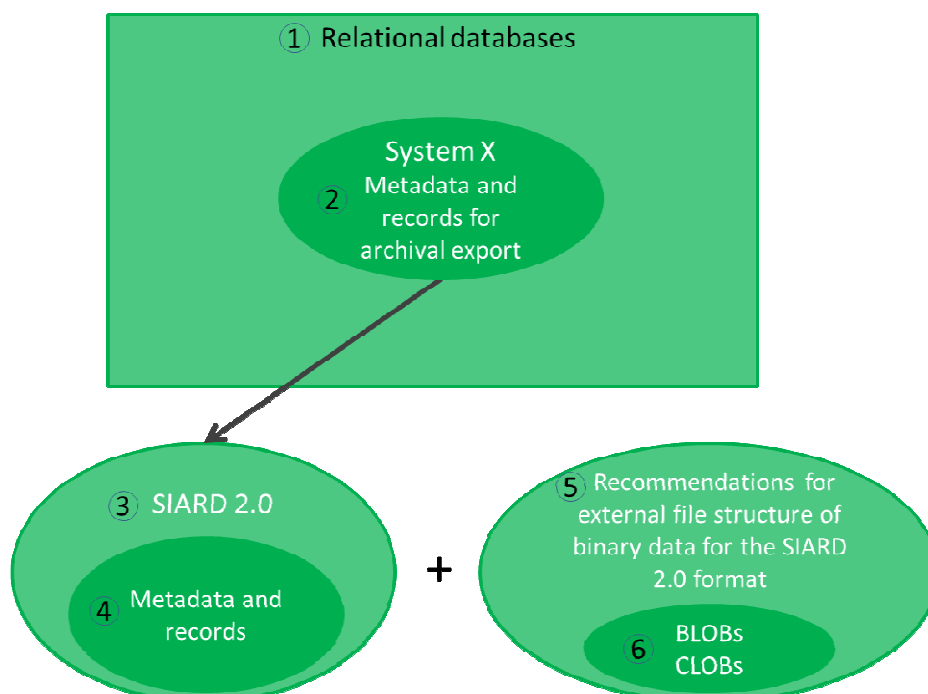 ① Relational databases
System X
② Metadata and
records for
archival export
③ SIARD 2.0
④ Metadata and
records
+
⑤ Recommendations for
external file structure of
binary data for the SIARD
2.0 format
⑥ BLOBs
CLOBs